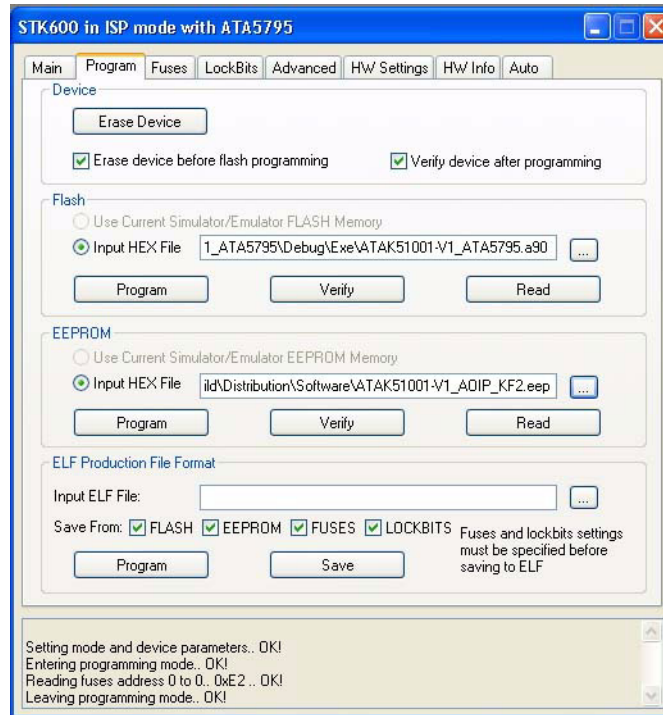 STK600 in ISP mode with ATA5795
Main Program Fuses LockBits Advanced HW Settings HW Info Auto
Device
Erase Device
Erase device before flash programming Verify device after programming
Flash
Use Current Simulator/Emulator FLASH Memory
Input HEX File 1_ATA5795\Debug\Exe\ATAK51001-V1_ATA5795.a90 ...
Program Verify Read
EEPROM
Use Current Simulator/Emulator EEPROM Memory
Input HEX File ild\Distribution\Software\ATAK51001-V1_AOIP_KF2.eep ...
Program Verify Read
ELF Production File Format
Input ELF File: ...
Save From: FLASH EEPROM FUSES LOCKBITS
Fuses and lockbits settings
must be specified before
saving to ELF
Program Save
Setting mode and device parameters.. OK!
Entering programming mode.. OK!
Reading fuses address 0 to 0.. 0xE2 .. OK!
Leaving programming mode.. OK!